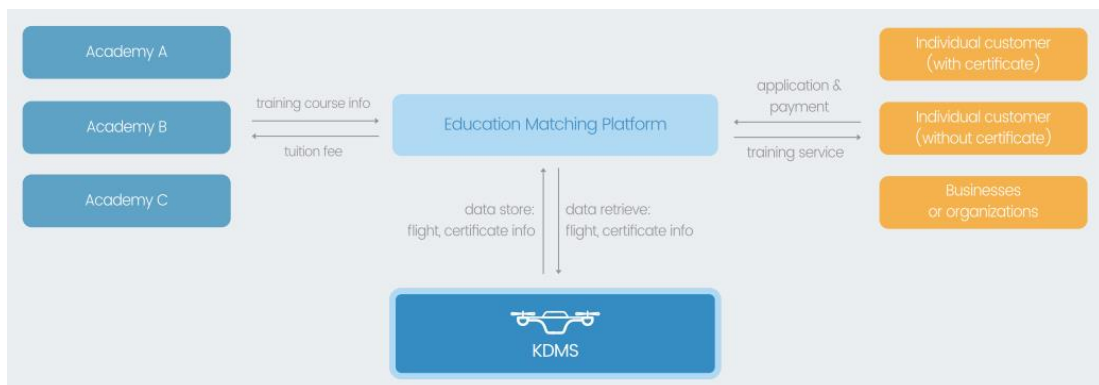 Academy A
Academy B
Academy C
training course info
tuition fee
Education Matching Platform
application &
payment
training service
Individual customer
(with certificate)
Individual customer
(without certificate)
Businesses
or organizations
data store:
flight, certificate info
data retrieve:
flight, certificate info
KDMS